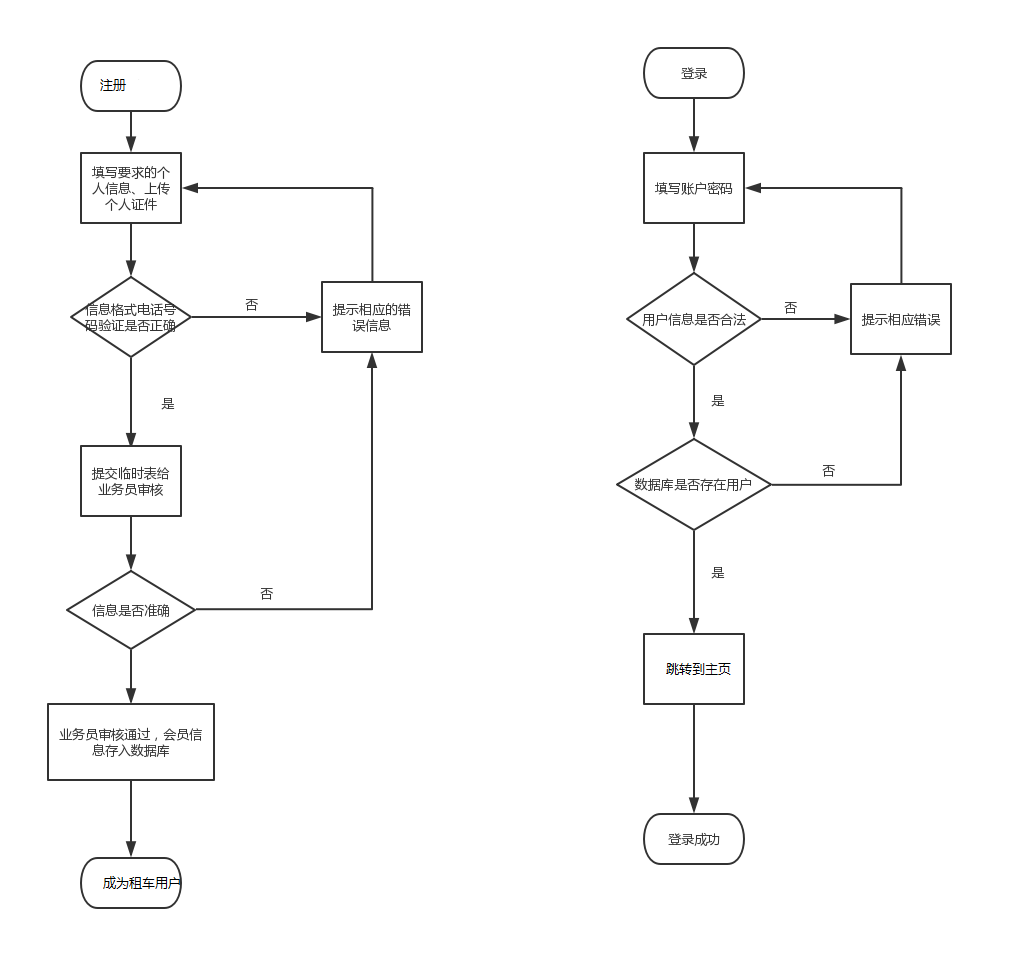 注册
填写要求的个
人信息、上传
个人证件
信息格式电话号
码验证是否正确
否
提示相应的错
误信息
是
提交临时表给
业务员审核
信息是否准确
否
业务员审核通过，会员信
息存入数据库
成为租车用户
登录
填写账户密码
用户信息是否合法
否
提示相应错误
是
数据库是否存在用户
否
是
跳转到主页
登录成功